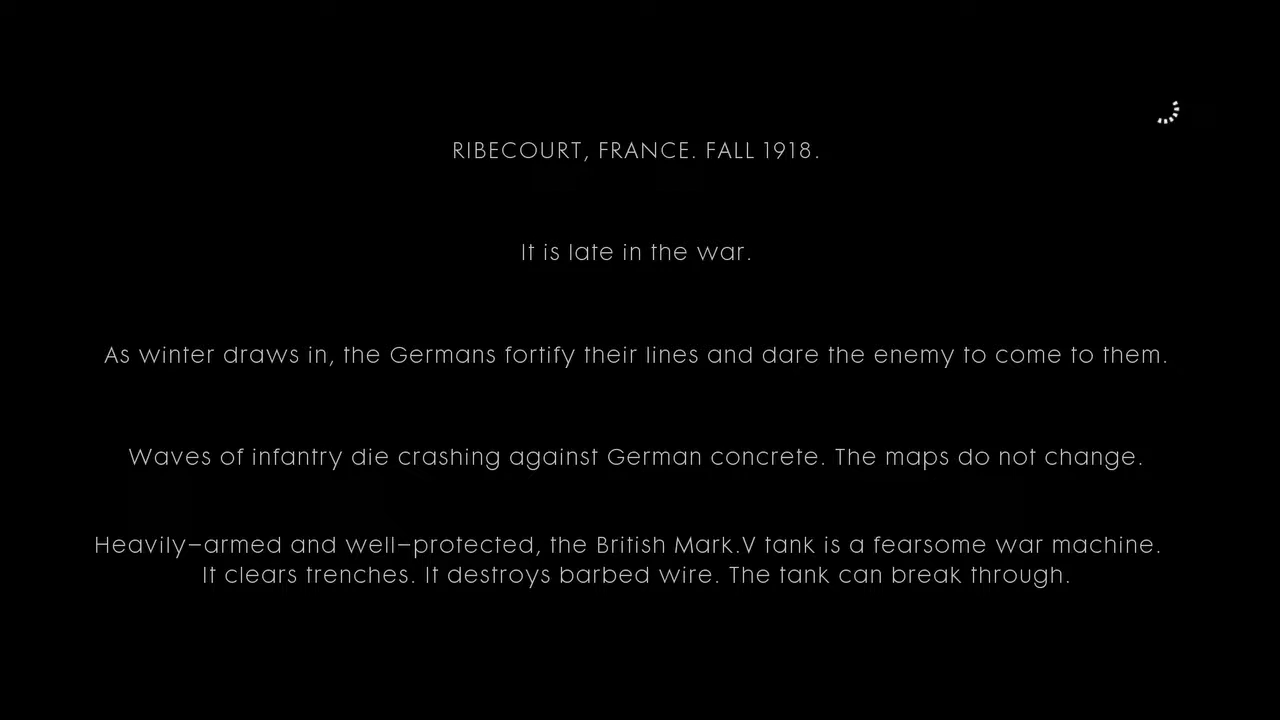 RIBECOURT, FRANCE. FALL 1918.
It is late in the war.
As winter draws in, the Germans fortify their lines and dare the enemy to come to them.
Waves of infantry die crashing against German concrete. The maps do not change.
Heavily–armed and well–protected, the British Mark.V tank is a fearsome war machine.
It clears trenches. It destroys barbed wire. The tank can break through.